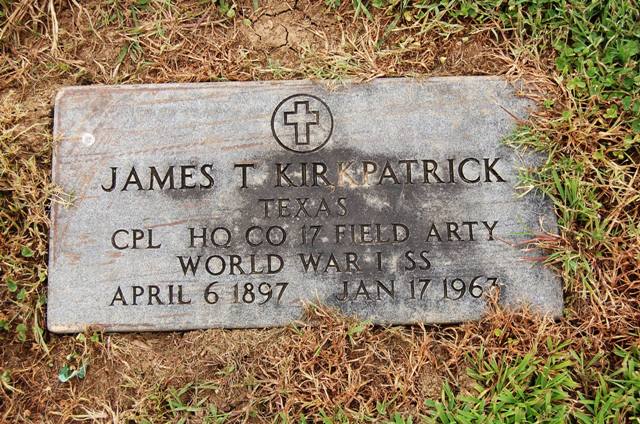 JAMES T KIRKPATRICK
TEXAS
CPL HQ CO 17 FIELD ARTY
WORLD WAR I SS
APRIL 6 1897 JAN 17 1963